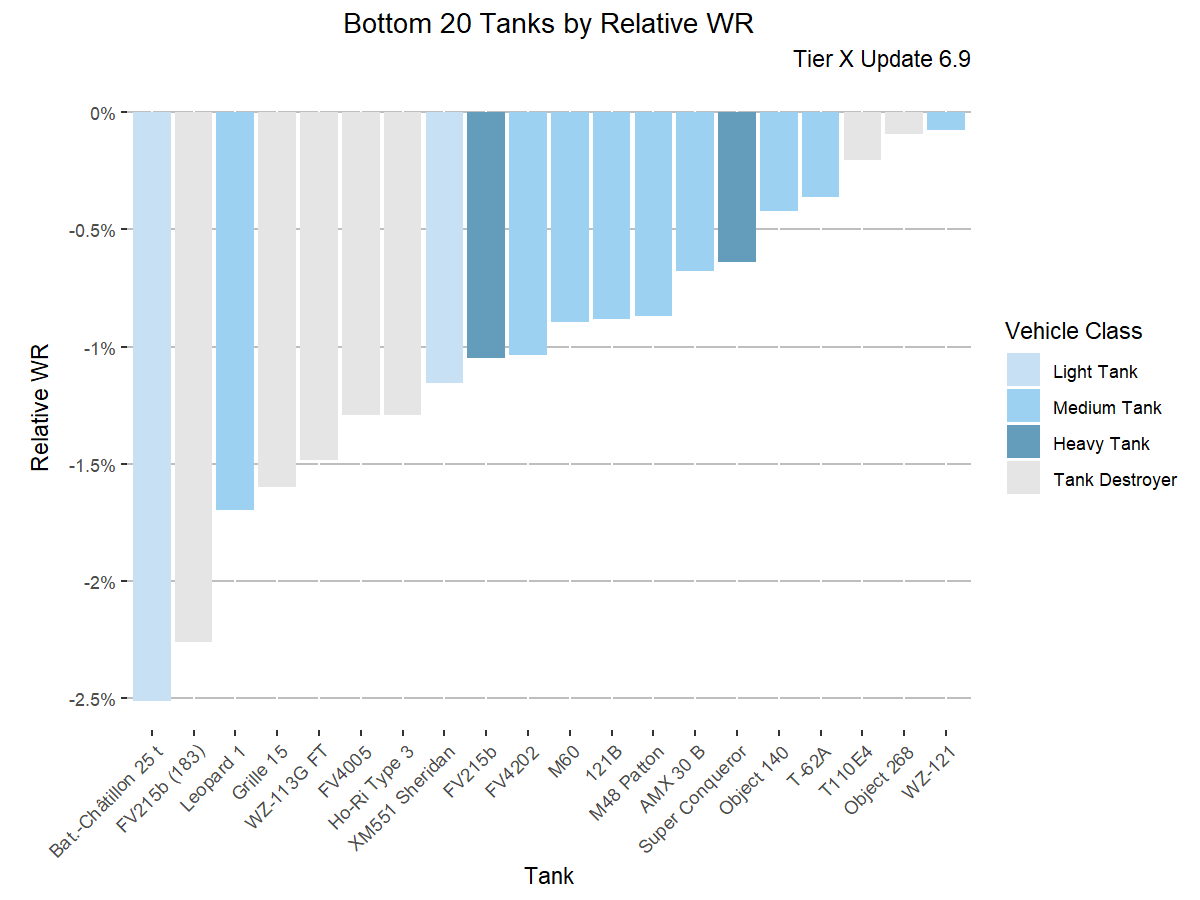 Bottom 20 Tanks by Relative WR
Tier X Update 6.9
0%
-0.5%
-1%
-1.5%
-2%
-2.5%
Relative WR
Bat.-Châtillon 25 t
FV215b (183)
Leopard 1
Grille 15
WZ-113G FT
FV4005
Ho-Ri Type 3
XM551 Sheridan
FV215b
FV4202
M60
121B
M48 Patton
AMX 30 B
Super Conqueror
Object 140
T-62A
T110E4
Object 268
WZ-121
Tank
Vehicle Class
Light Tank
Medium Tank
Heavy Tank
Tank Destroyer